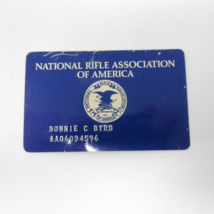 NATIONAL RIFLE ASSOCIATION
OF AMERICA
BONNIE C BYRD
AA06094596